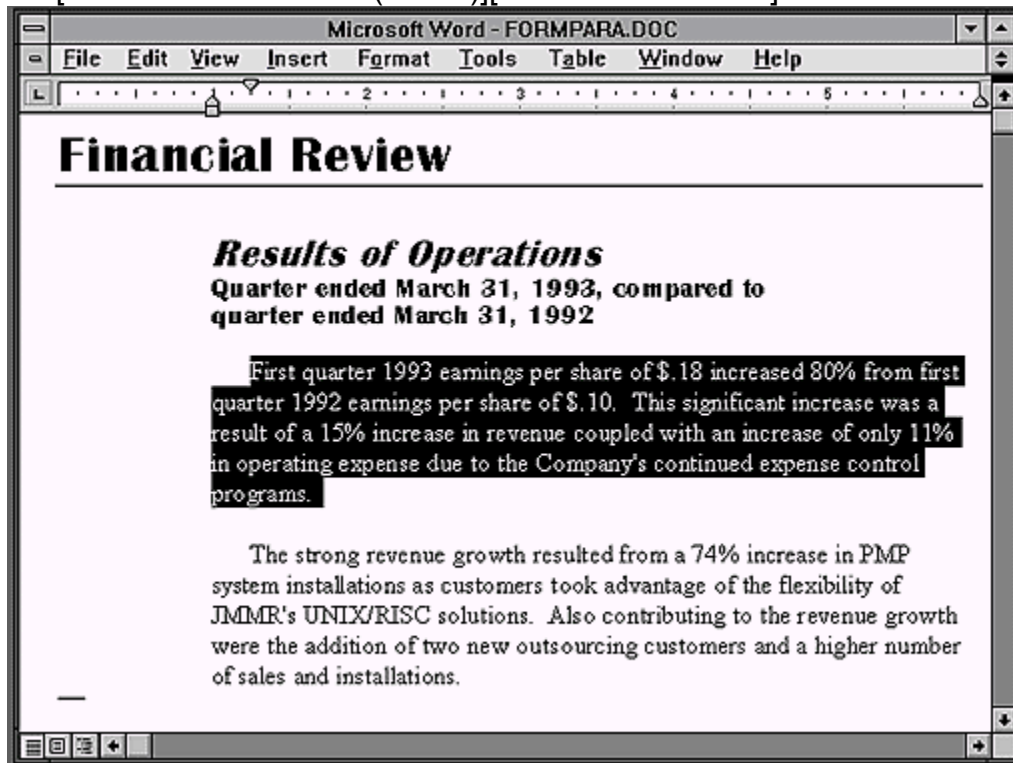 Microsoft Word - FORMPARA.DOC
File Edit View Insert Format Tools Table Window Help
L 1 2 3 4 5
Financial Review
Results of Operations
Quarter ended March 31, 1993, compared to
quarter ended March 31, 1992
First quarter 1993 earnings per share of $.18 increased 80% from first
quarter 1992 earnings per share of $.10.  This significant increase was a
result of a 15% increase in revenue coupled with an increase of only 11%
in operating expense due to the Company's continued expense control
programs.
The strong revenue growth resulted from a 74% increase in PMP
system installations as customers took advantage of the flexibility of
JMMR's UNIX/RISC solutions.  Also contributing to the revenue growth
were the addition of two new outsourcing customers and a higher number
of sales and installations.